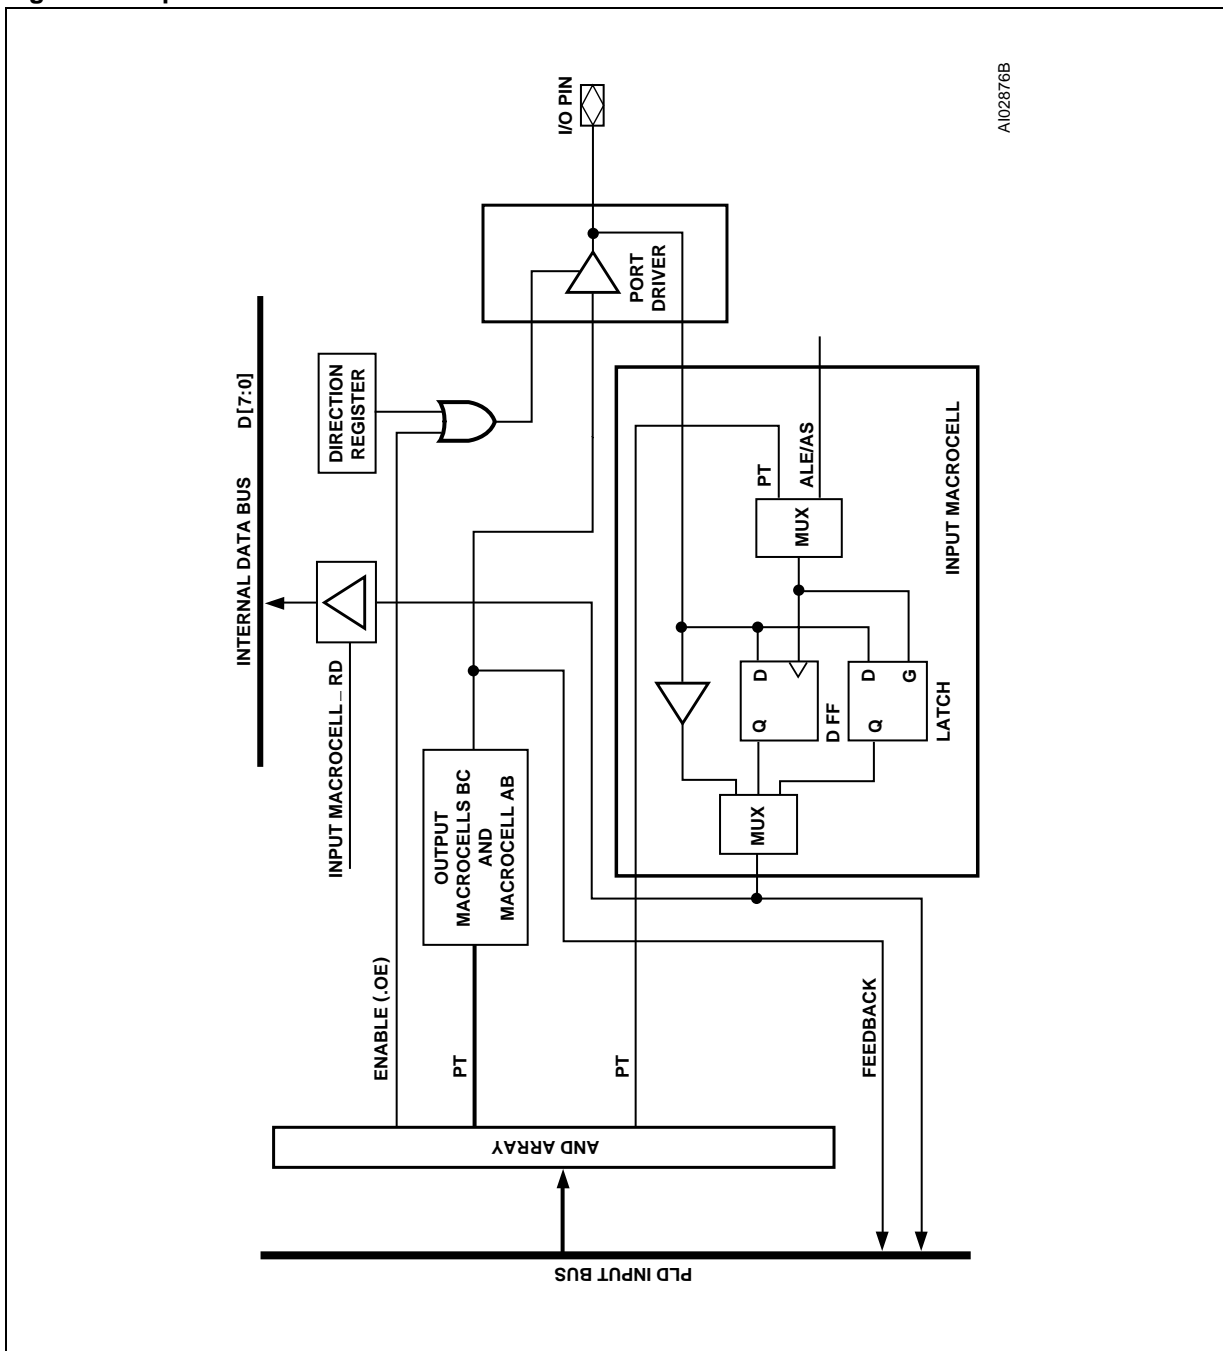 INTERNAL DATA BUS
D[7:0]
INPUT MACROCELL_ RD
DIRECTION
REGISTER
ENABLE (.OE)
OUTPUT
MACROCELLS BC
AND
MACROCELL AB
PT
I/O PIN
PORT
DRIVER
PT
PT
ALE/AS
MUX
D
Q
D FF
D
G
Q
LATCH
MUX
INPUT MACROCELL
FEEDBACK
AND ARRAY
PLD INPUT BUS
AI02876B